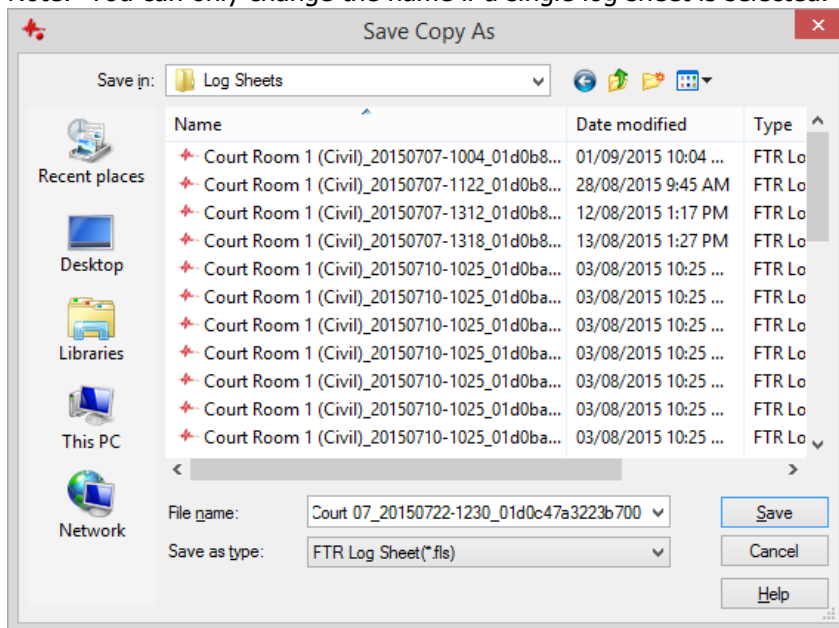 Note: You can only change the name if a single log sheet is selected.
Save Copy As
Save in: Log Sheets
Name Date modified Type
Court Room 1 (Civil)_20150707-1004_01d0b8... 01/09/2015 10:04 ... FTR Lo
Court Room 1 (Civil)_20150707-1122_01d0b8... 28/08/2015 9:45 AM FTR Lo
Court Room 1 (Civil)_20150707-1312_01d0b8... 12/08/2015 1:17 PM FTR Lo
Court Room 1 (Civil)_20150707-1318_01d0b8... 13/08/2015 1:27 PM FTR Lo
Court Room 1 (Civil)_20150710-1025_01d0ba... 03/08/2015 10:25 ... FTR Lo
Court Room 1 (Civil)_20150710-1025_01d0ba... 03/08/2015 10:25 ... FTR Lo
Court Room 1 (Civil)_20150710-1025_01d0ba... 03/08/2015 10:25 ... FTR Lo
Court Room 1 (Civil)_20150710-1025_01d0ba... 03/08/2015 10:25 ... FTR Lo
Court Room 1 (Civil)_20150710-1025_01d0ba... 03/08/2015 10:25 ... FTR Lo
Court Room 1 (Civil)_20150710-1025_01d0ba... 03/08/2015 10:25 ... FTR Lo
Court Room 1 (Civil)_20150710-1025_01d0ba... 03/08/2015 10:25 ... FTR Lo
Recent places
Desktop
Libraries
This PC
Network
File name: Court 07_20150722-1230_01d0c47a3223b700 Save
Save as type: FTR Log Sheet(*.fls) Cancel
Help